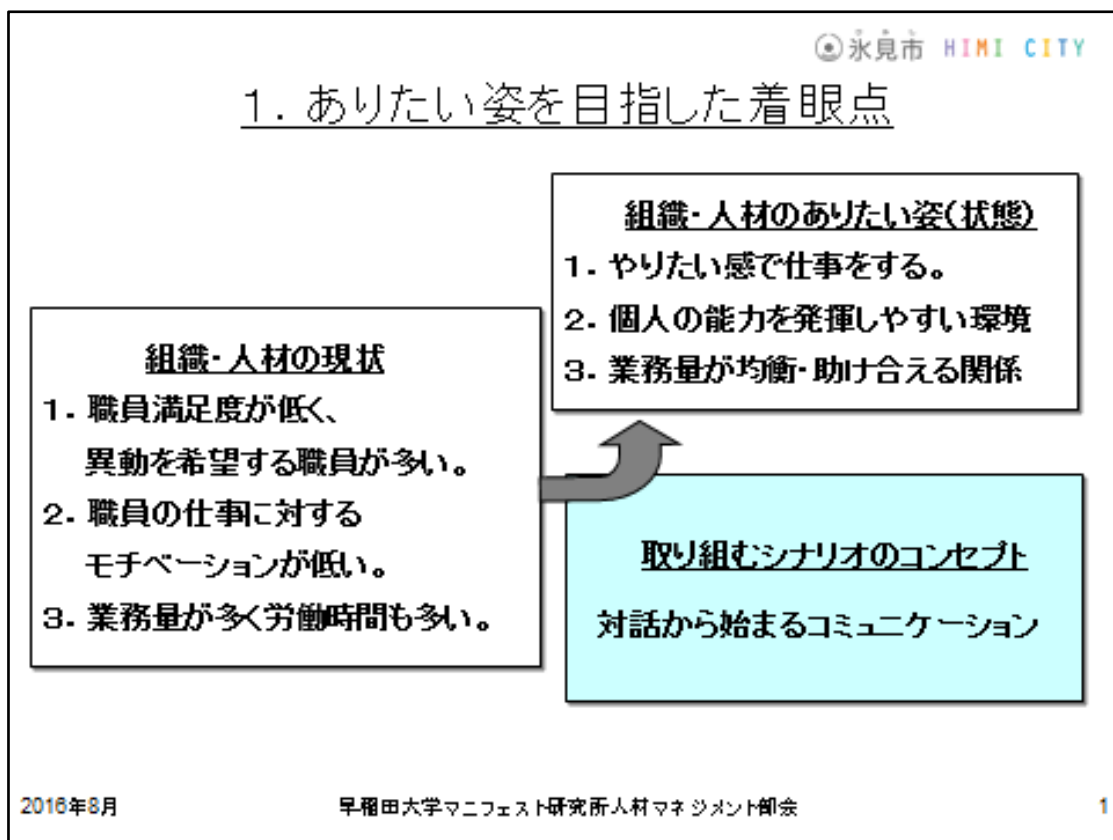 氷見市 HIMI CITY
1. ありたい姿を目指した着眼点
組織・人材のありたい姿(状態)
1. やりたい感で仕事をする。
2. 個人の能力を発揮しやすい環境
3. 業務量が均衡・助け合える関係
組織・人材の現状
1. 職員満足度が低く、
異動を希望する職員が多い。
2. 職員の仕事に対する
モチベーションが低い。
3. 業務量が多く労働時間も多い。
取り組むシナリオのコンセプト
対話から始まるコミュニケーション
2016年8月
早稲田大学マニフェスト研究所人材マネジメント部会
1